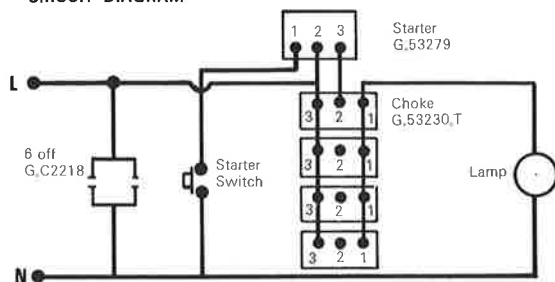 CIRCUIT DIAGRAM
Starter
G.53279
1 2 3
L
Choke
G.53230.T
3 2 1
6 off
G.C2218
Starter
Switch
3 2 1
Lamp
3 2 1
3 2 1
N